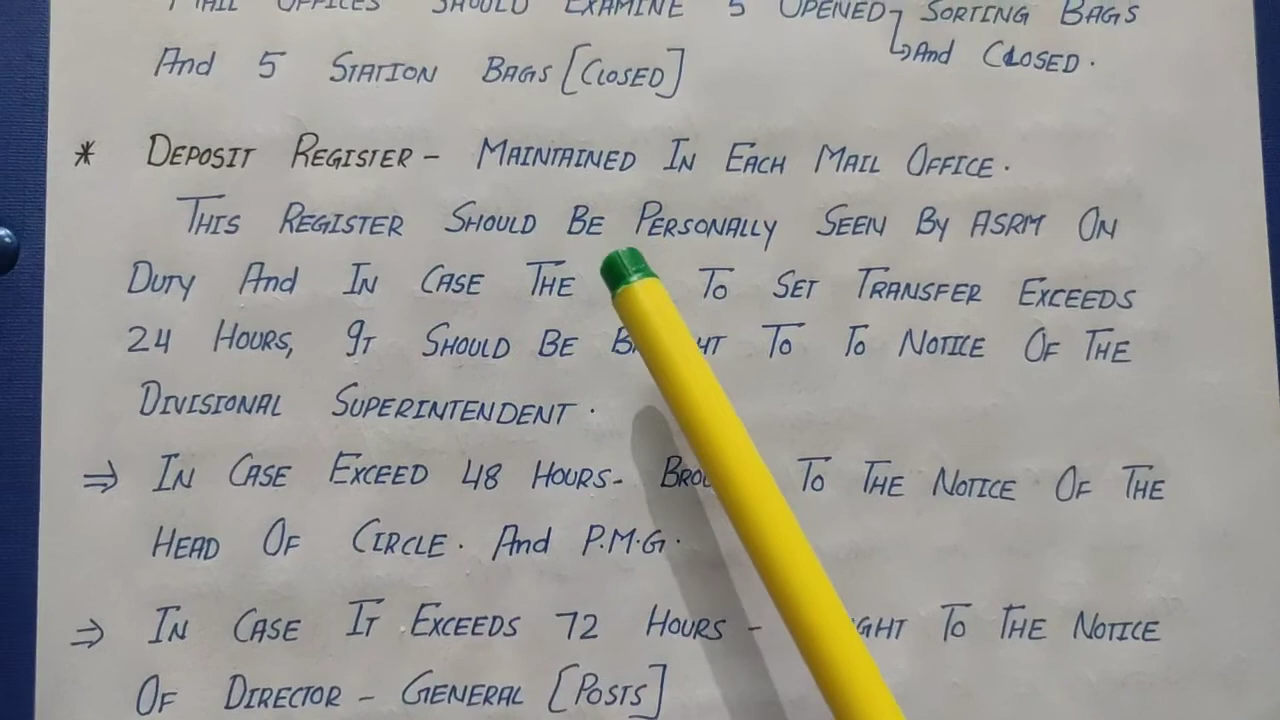 MAIL OFFICES SHOULD EXAMINE 5 OPENED SORTING BAGS
And CLOSED.
And 5 STATION BAGS [CLOSED]
* DEPOSIT REGISTER - MAINTAINED IN EACH MAIL OFFICE.
THIS REGISTER SHOULD BE PERSONALLY SEEN BY ASRM ON
DUTY And IN CASE THE TO SET TRANSFER EXCEEDS
24 HOURS, IT SHOULD BE TO TO NOTICE OF THE
DIVISIONAL SUPERINTENDENT.
⇒ IN CASE EXCEED 48 HOURS- TO THE NOTICE OF THE
HEAD OF CIRCLE. And P.M.G.
⇒ IN CASE IT EXCEEDS 72 HOURS - TO THE NOTICE
OF DIRECTOR - GENERAL [POSTS]